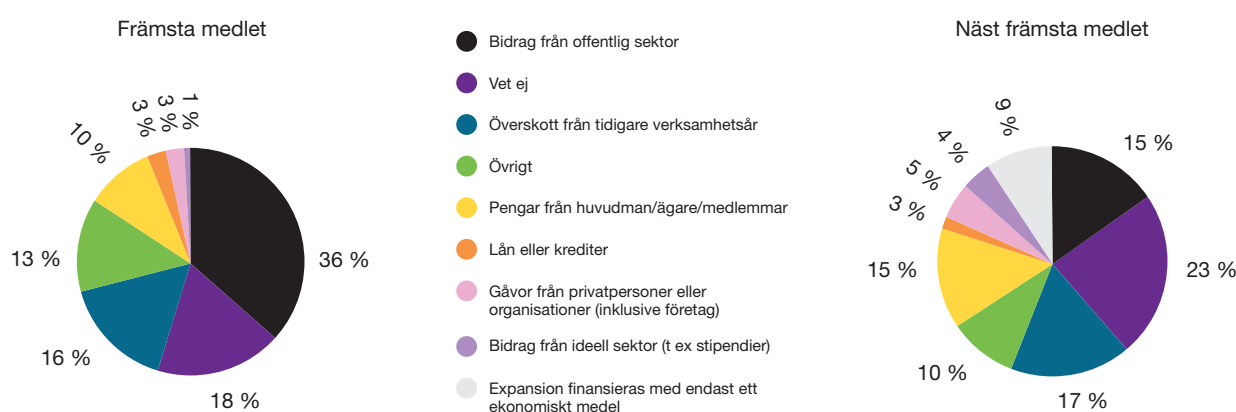 Främsta medlet
1 %
3 %
3 %
10 %
13 %
16 %
18 %
36 %
Bidrag från offentlig sektor
Vet ej
Överskott från tidigare verksamhetsår
Övrigt
Pengar från huvudman/ägare/medlemmar
Lån eller krediter
Gåvor från privatpersoner eller
organisationer (inklusive företag)
Bidrag från ideell sektor (t ex stipendier)
Expansion finansieras med endast ett
ekonomiskt medel
Näst främsta medlet
9 %
4 %
5 %
3 %
15 %
10 %
17 %
23 %
15 %